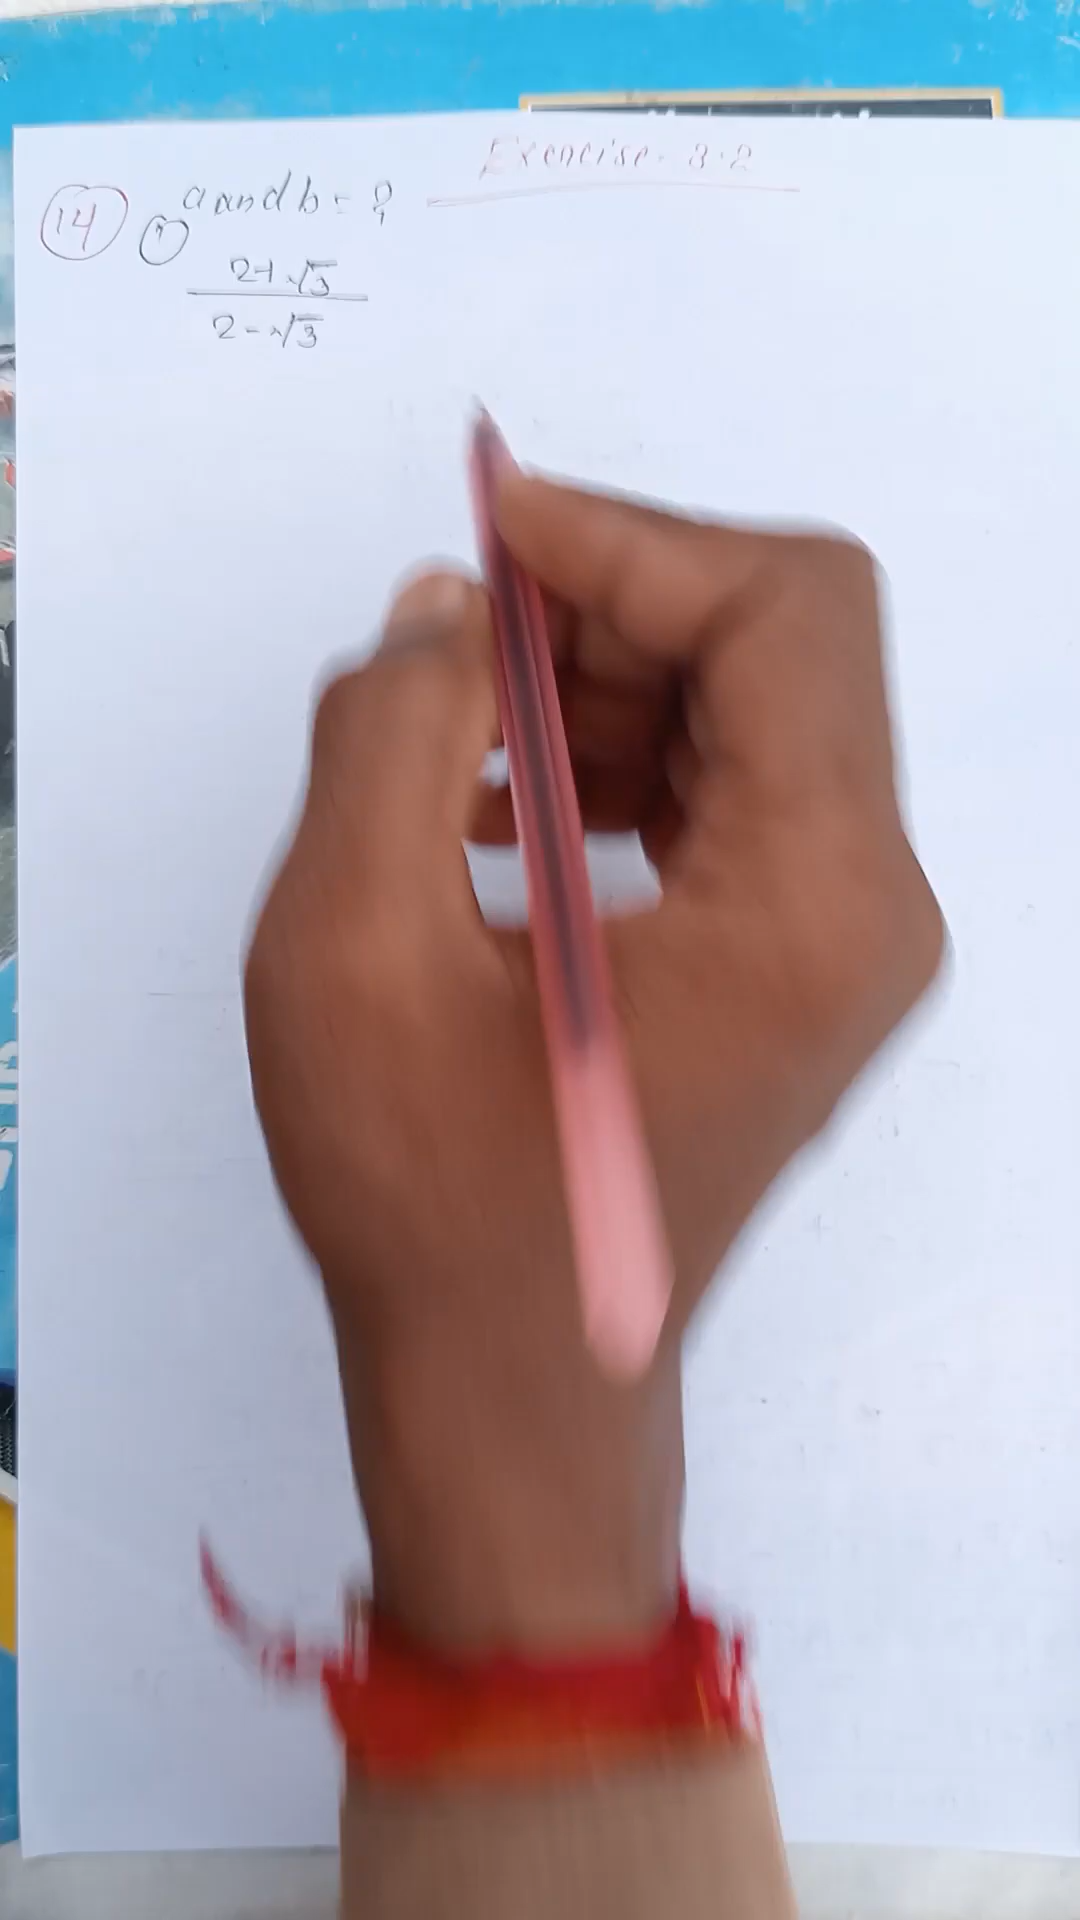 Exercise - 3.2
14 a and b = ?
2+√3
2-√3